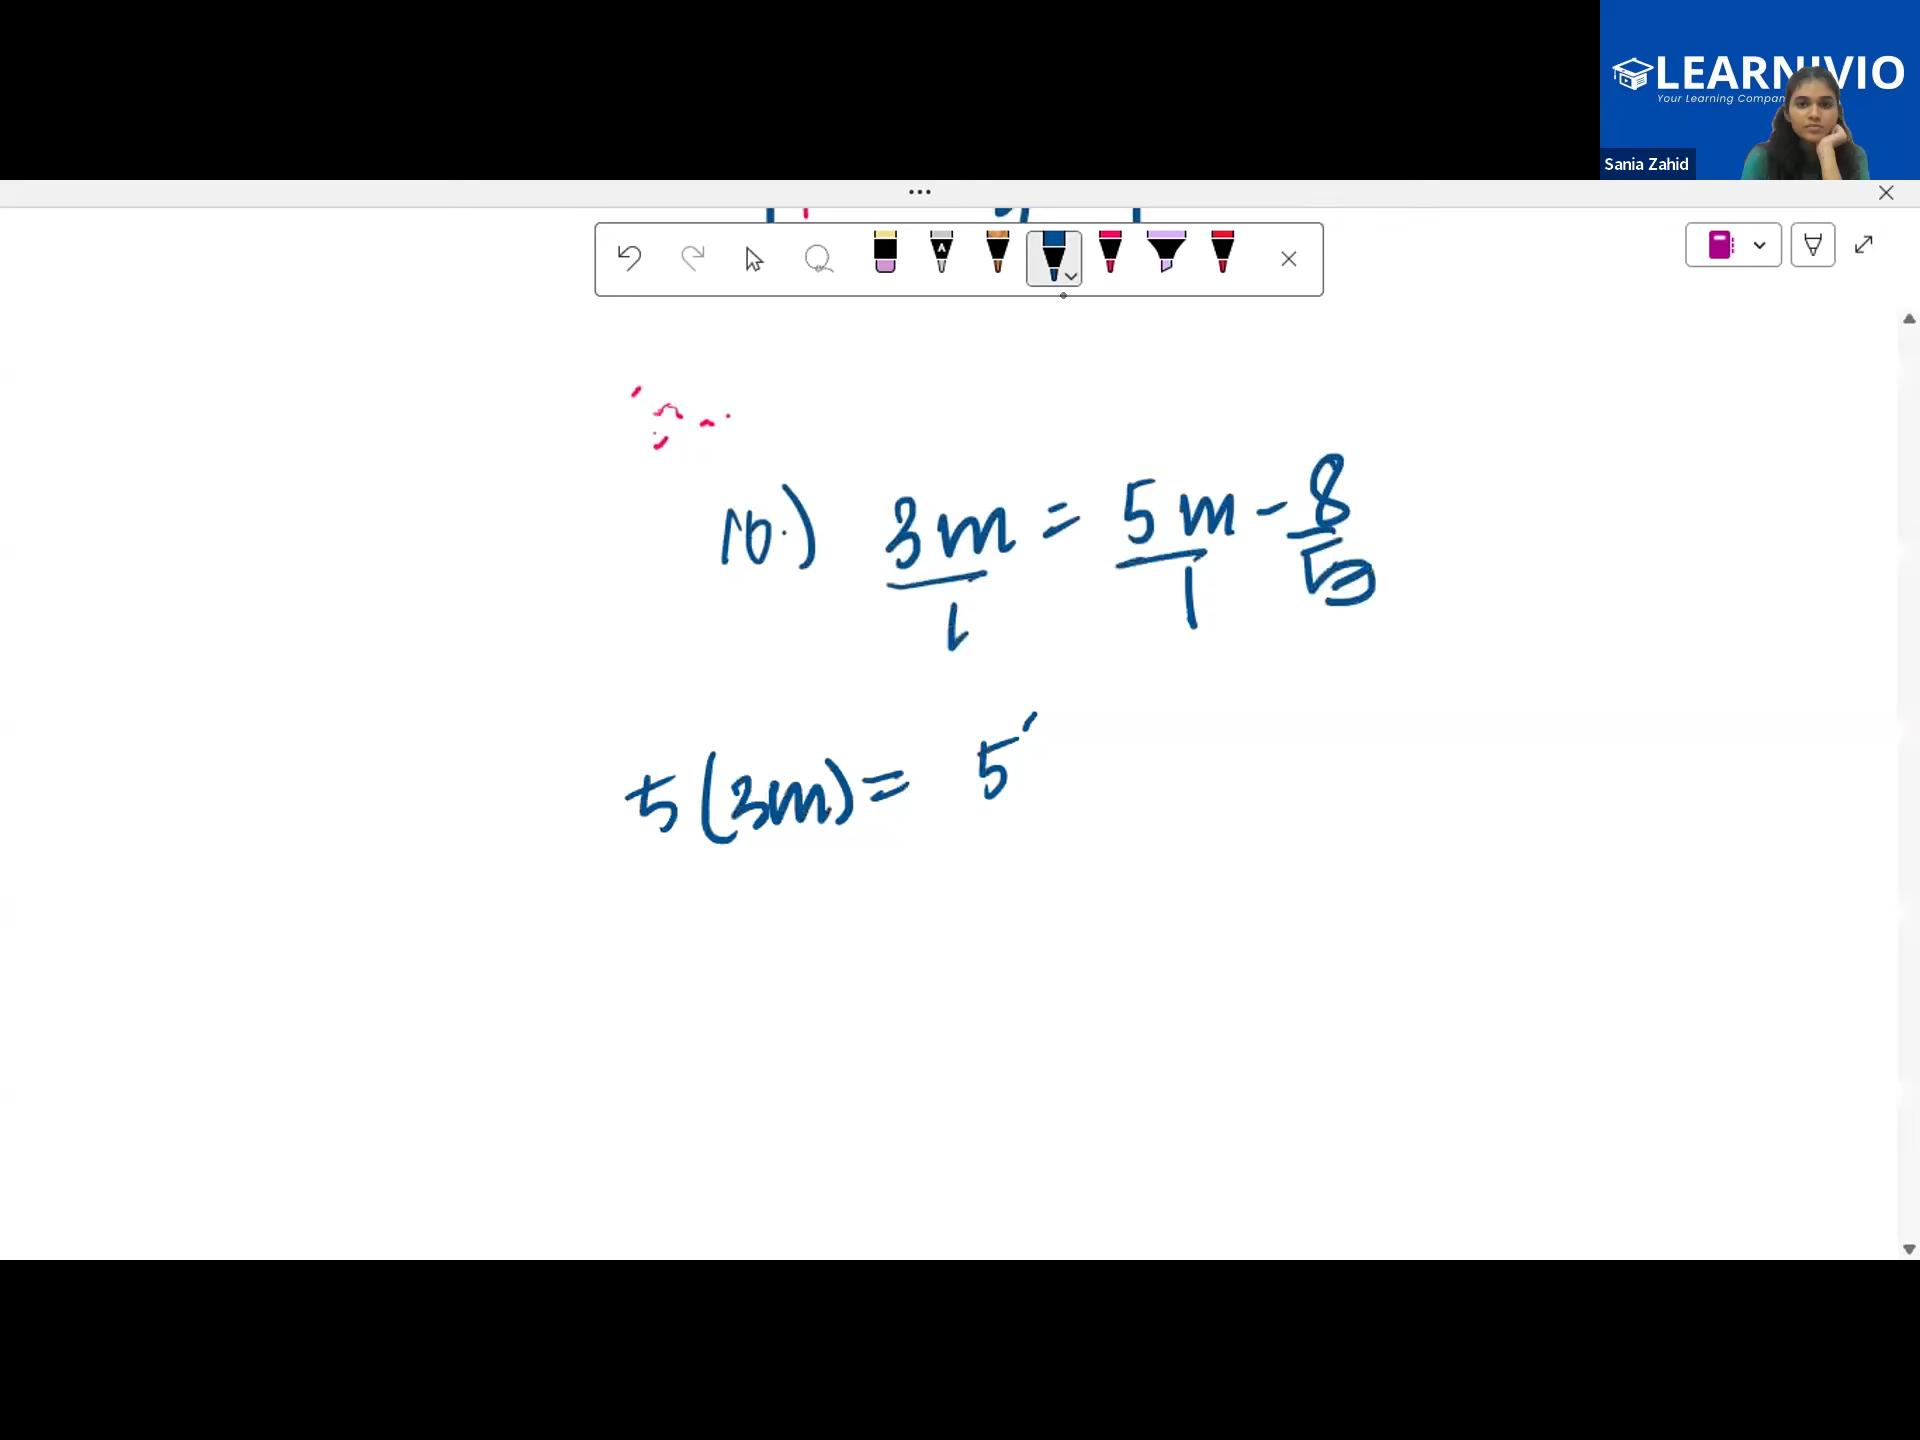 LEARNIVIO
Your Learning Compan
Sania Zahid
A
10.) 3m/1 = 5m/1 - 8/5
5(3m) = 5